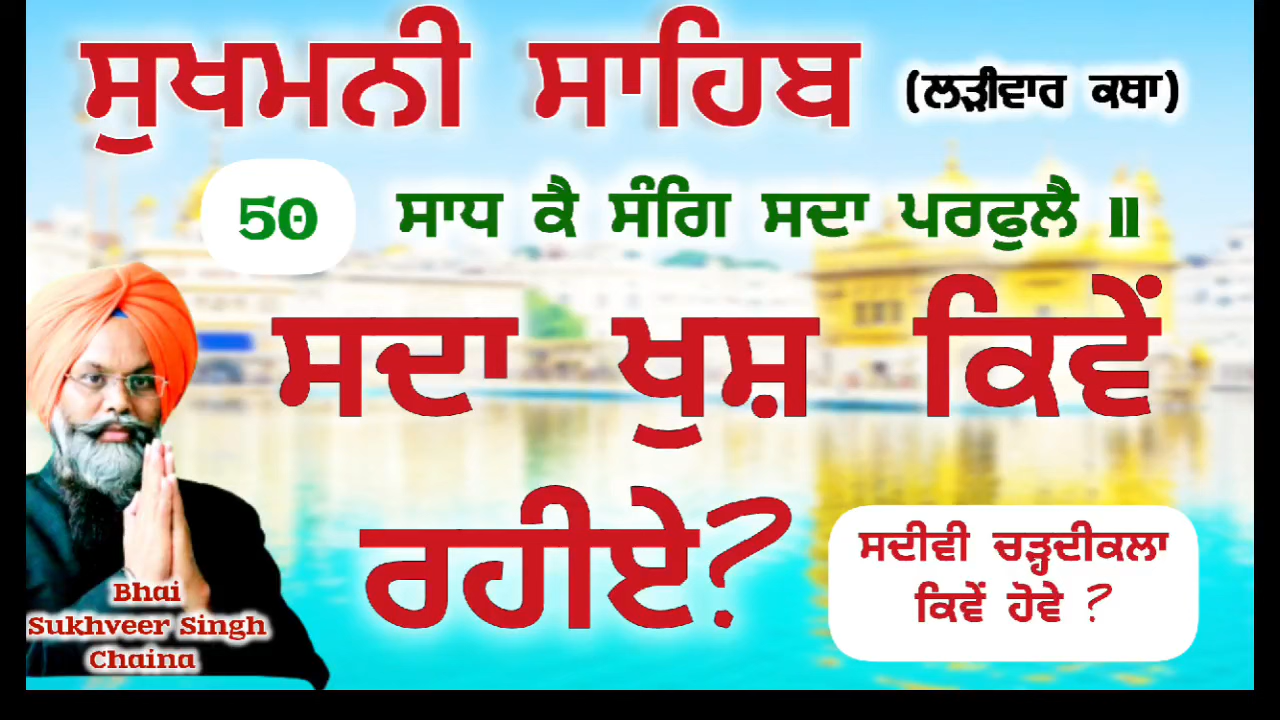 ਸੁਖਮਨੀ ਸਾਹਿਬ (ਲੜੀਵਾਰ ਕਥਾ)
50 ਸਾਧ ਕੈ ਸੰਗਿ ਸਦਾ ਪਰਫੁਲੈ ॥
ਸਦਾ ਖੁਸ਼ ਕਿਵੇਂ
ਰਹੀਏ?
ਸਦੀਵੀ ਚੜ੍ਹਦੀਕਲਾ
ਕਿਵੇਂ ਹੋਵੇ ?
Bhai
Sukhveer Singh
Chaina